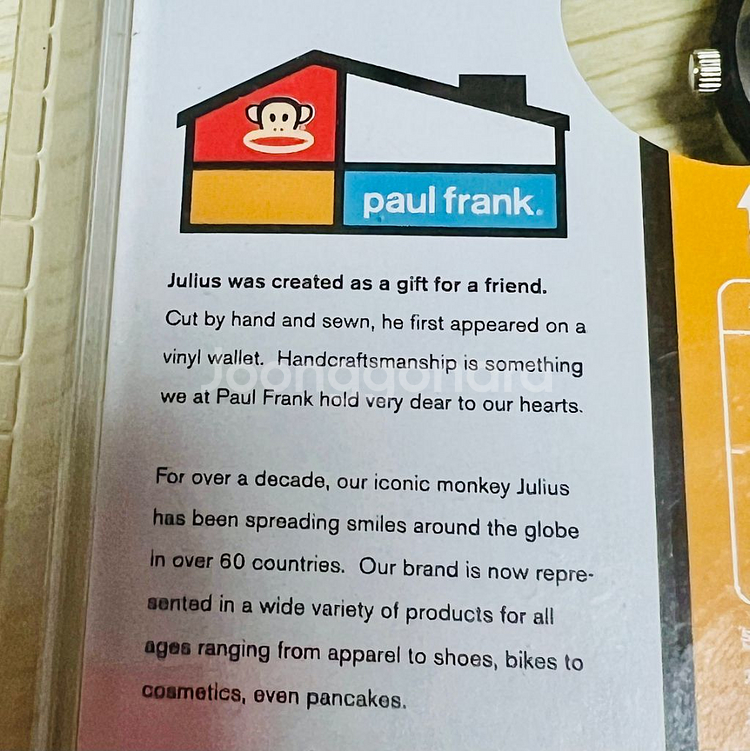 paul frank.
Julius was created as a gift for a friend.
Cut by hand and sewn, he first appeared on a
vinyl wallet. Handcraftsmanship is something
Joonggonara
we at Paul Frank hold very dear to our hearts.
For over a decade, our iconic monkey Julius
has been spreading smiles around the globe
in over 60 countries. Our brand is now repre-
sented in a wide variety of products for all
ages ranging from apparel to shoes, bikes to
cosmetics, even pancakes.